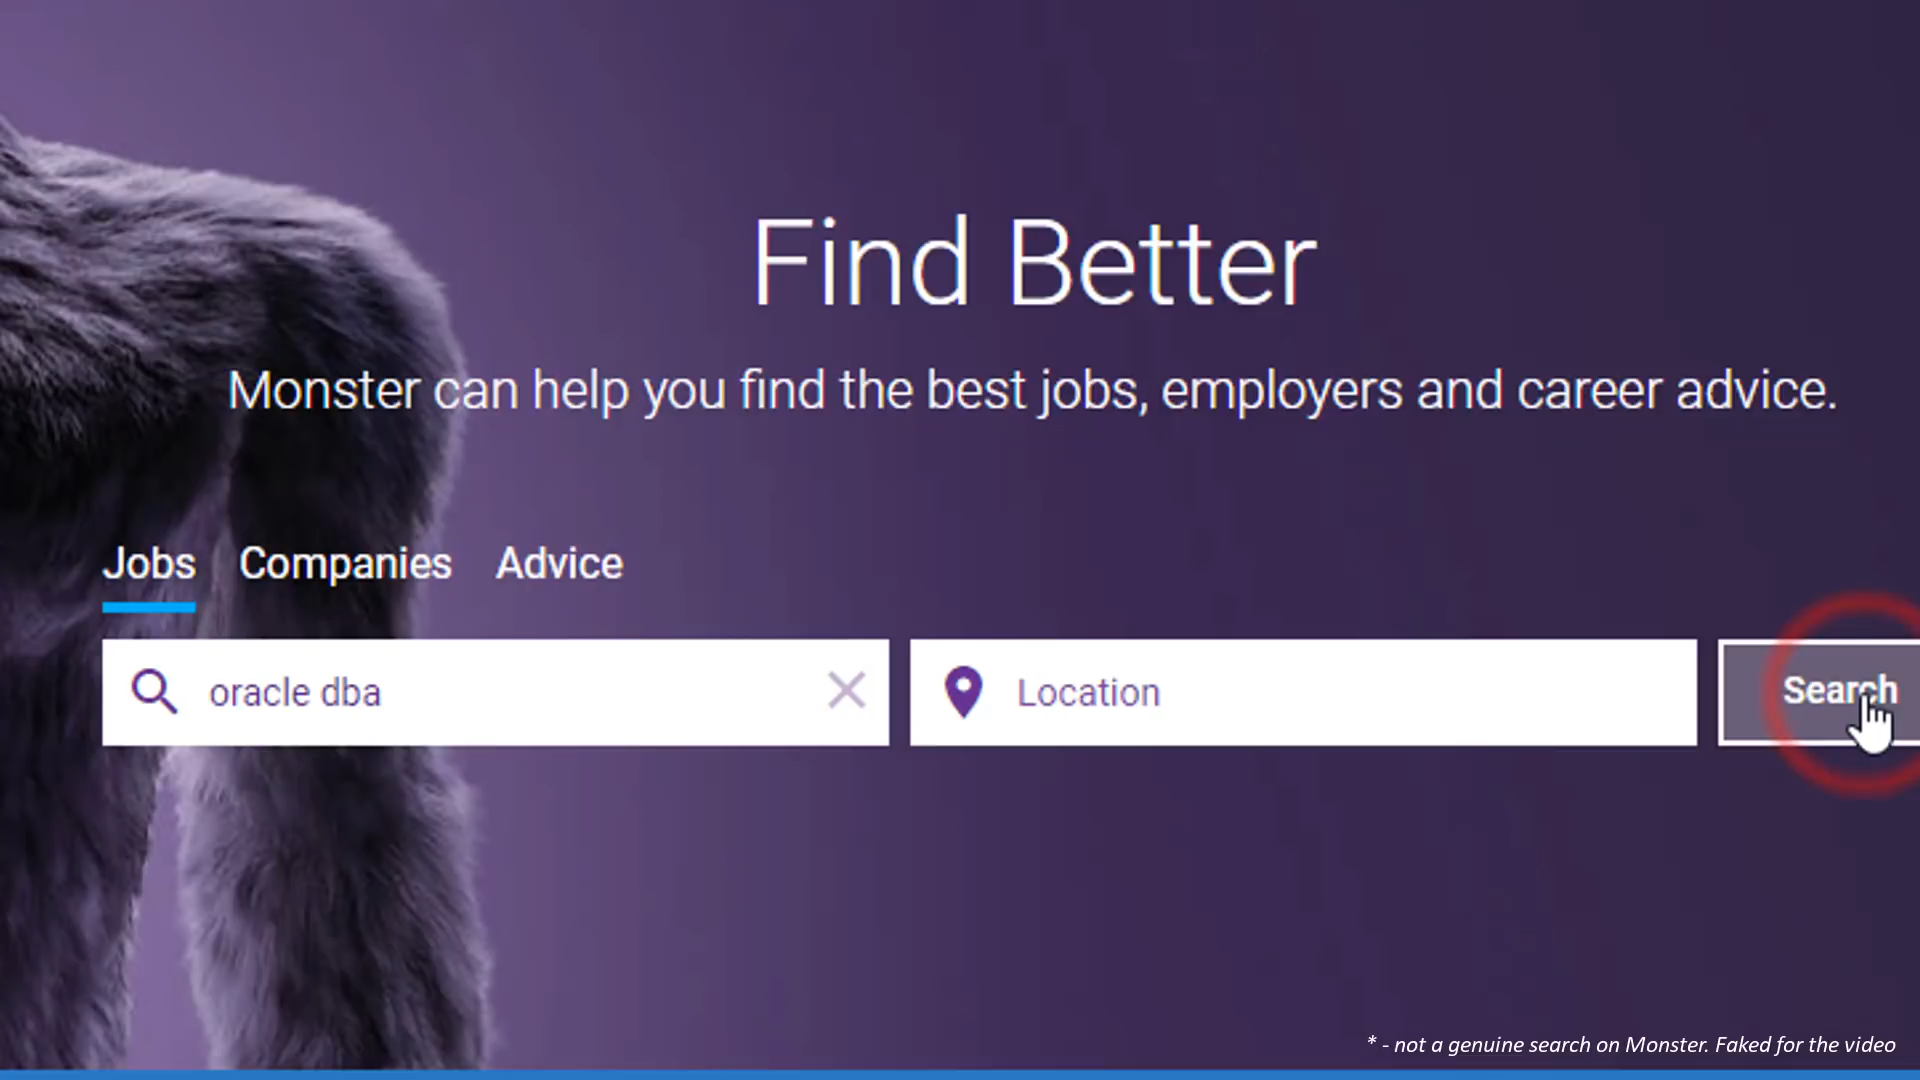 Find Better
Monster can help you find the best jobs, employers and career advice.
Jobs Companies Advice
oracle dba
Location
Search
* - not a genuine search on Monster. Faked for the video